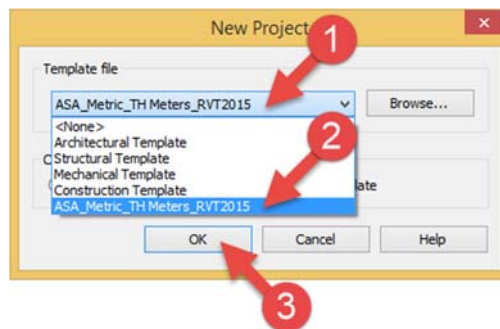 New Project
1
Template file
ASA_Metric_TH Meters_RVT2015
Browse...
<None>
Architectural Template
2
Structural Template
Mechanical Template
Construction Template
ASA_Metric_TH Meters_RVT2015
OK
Cancel
Help
3